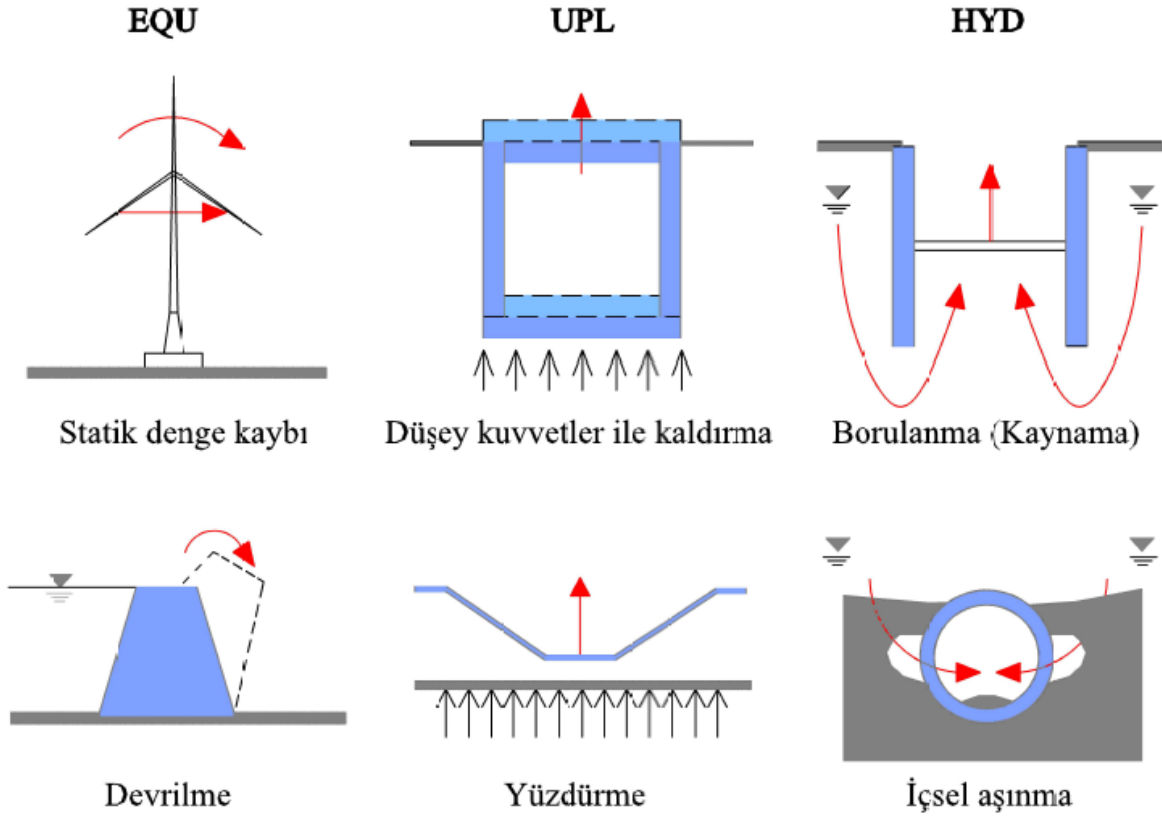 EQU
UPL
HYD
Statik denge kaybı
Düşey kuvvetler ile kaldırma
Borulanma (Kaynama)
Devrilme
Yüzdürme
İçsel aşınma